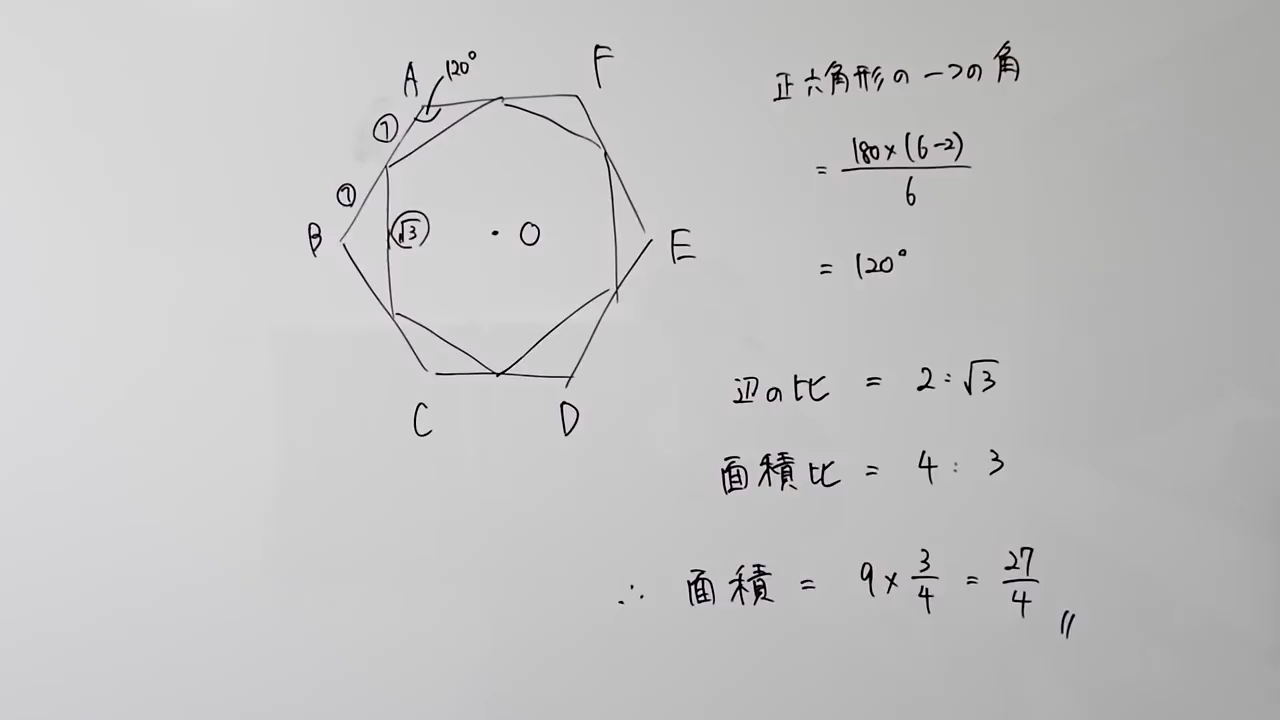 A
120°
F
①
①
B
√3
O
E
C
D
正六角形の一つの角
= 180×(6-2) / 6
= 120°
辺の比 = 2:√3
面積比 = 4:3
∴ 面積 = 9×3/4 = 27/4 〃